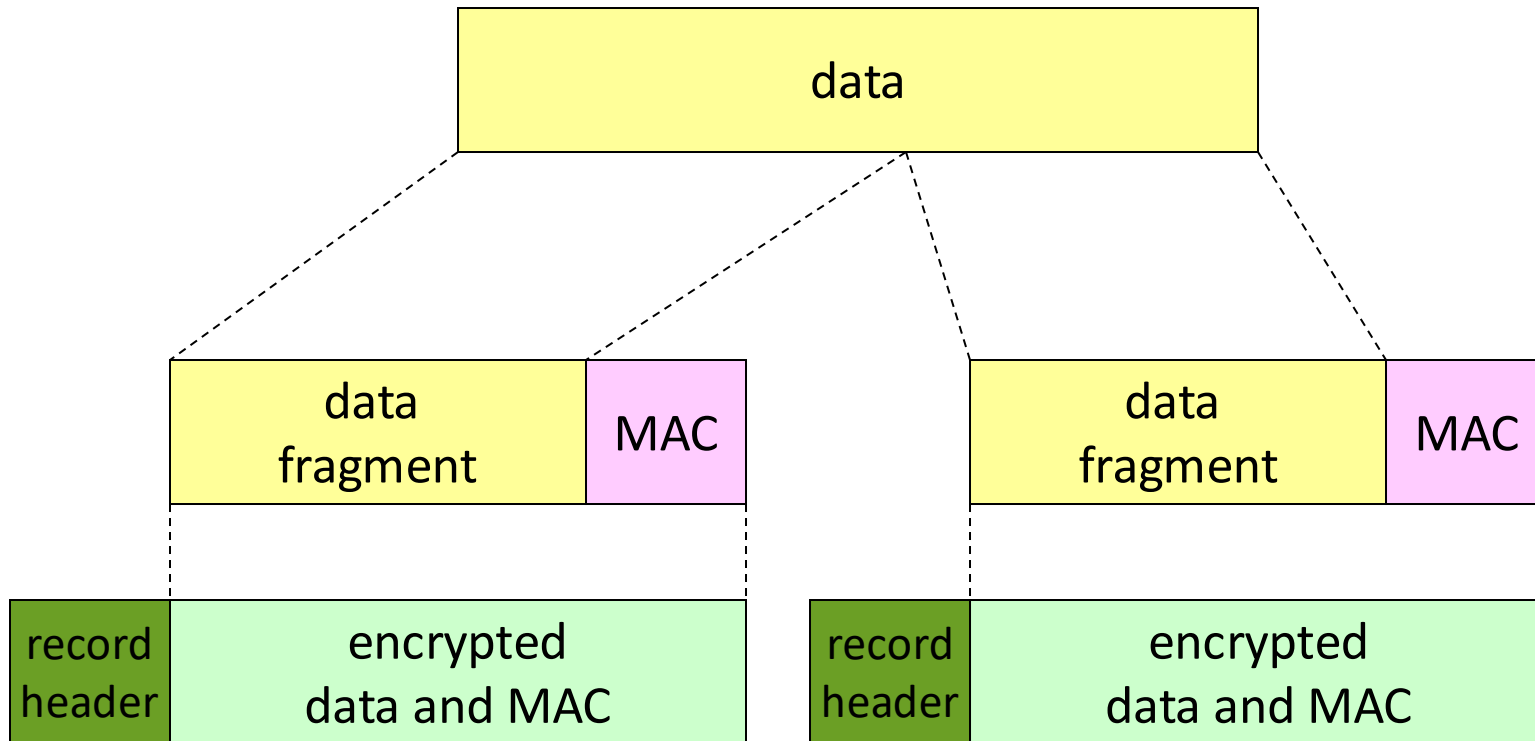 data
data
fragment
MAC
data
fragment
MAC
record
header
encrypted
data and MAC
record
header
encrypted
data and MAC